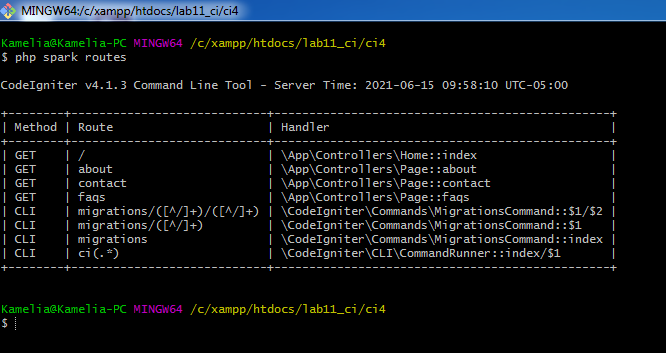 MINGW64:/c/xampp/htdocs/lab11_ci/ci4
Kamelia@Kamelia-PC MINGW64 /c/xampp/htdocs/lab11_ci/ci4
$ php spark routes
CodeIgniter v4.1.3 Command Line Tool - Server Time: 2021-06-15 09:58:10 UTC-05:00
+--------+---------------------------+-------------------------------------------------+
| Method | Route                     | Handler                                         |
+--------+---------------------------+-------------------------------------------------+
| GET    | /                         | \App\Controllers\Home::index                    |
| GET    | about                     | \App\Controllers\Page::about                    |
| GET    | contact                   | \App\Controllers\Page::contact                  |
| GET    | faqs                      | \App\Controllers\Page::faqs                     |
| CLI    | migrations/([^/]+)/([^/]+) | \CodeIgniter\Commands\MigrationsCommand::$1/$2 |
| CLI    | migrations/([^/]+)        | \CodeIgniter\Commands\MigrationsCommand::$1     |
| CLI    | migrations                | \CodeIgniter\Commands\MigrationsCommand::index  |
| CLI    | ci(.*)                    | \CodeIgniter\CLI\CommandRunner::index/$1        |
+--------+---------------------------+-------------------------------------------------+
Kamelia@Kamelia-PC MINGW64 /c/xampp/htdocs/lab11_ci/ci4
$